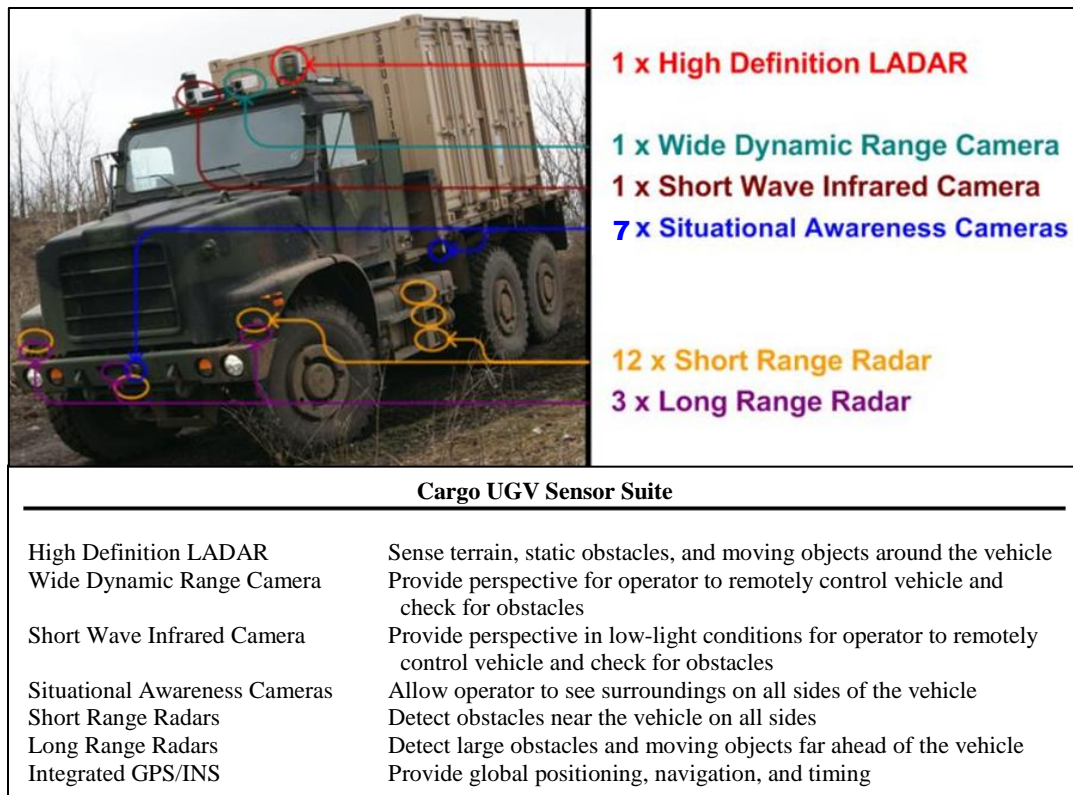 1 x High Definition LADAR
1 x Wide Dynamic Range Camera
1 x Short Wave Infrared Camera
7 x Situational Awareness Cameras
12 x Short Range Radar
3 x Long Range Radar
Cargo UGV Sensor Suite
High Definition LADAR Sense terrain, static obstacles, and moving objects around the vehicle
Wide Dynamic Range Camera Provide perspective for operator to remotely control vehicle and
check for obstacles
Short Wave Infrared Camera Provide perspective in low-light conditions for operator to remotely
control vehicle and check for obstacles
Situational Awareness Cameras Allow operator to see surroundings on all sides of the vehicle
Short Range Radars Detect obstacles near the vehicle on all sides
Long Range Radars Detect large obstacles and moving objects far ahead of the vehicle
Integrated GPS/INS Provide global positioning, navigation, and timing